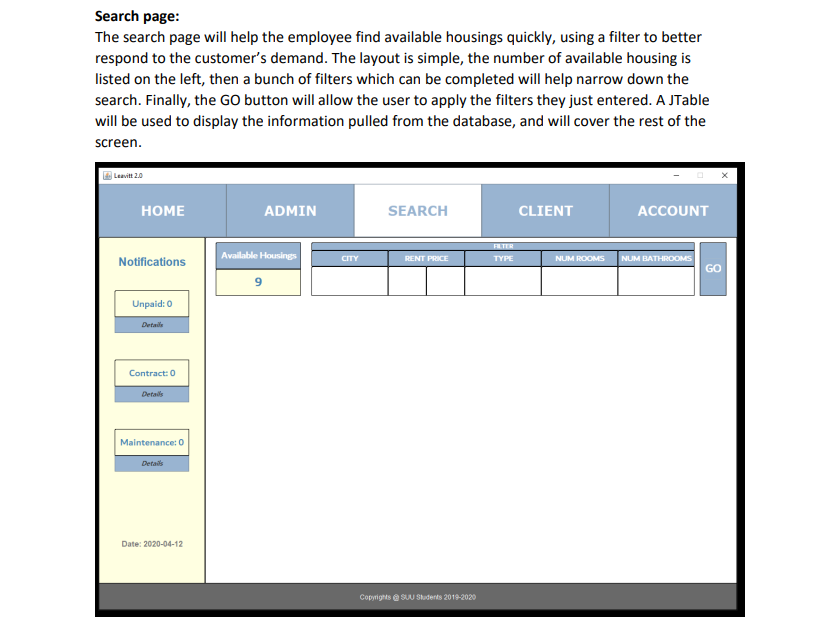 Search page:
The search page will help the employee find available housings quickly, using a filter to better
respond to the customer's demand. The layout is simple, the number of available housing is
listed on the left, then a bunch of filters which can be completed will help narrow down the
search. Finally, the GO button will allow the user to apply the filters they just entered. A JTable
will be used to display the information pulled from the database, and will cover the rest of the
screen.
Leavitt 2.0
HOME ADMIN SEARCH CLIENT ACCOUNT
Notifications
Unpaid: 0
Details
Contract: 0
Details
Maintenance: 0
Details
Date: 2020-04-12
Available Housings
9
FILTER
CITY RENT PRICE TYPE NUM ROOMS NUM BATHROOMS
GO
Copyrights @ SUU Students 2019-2020